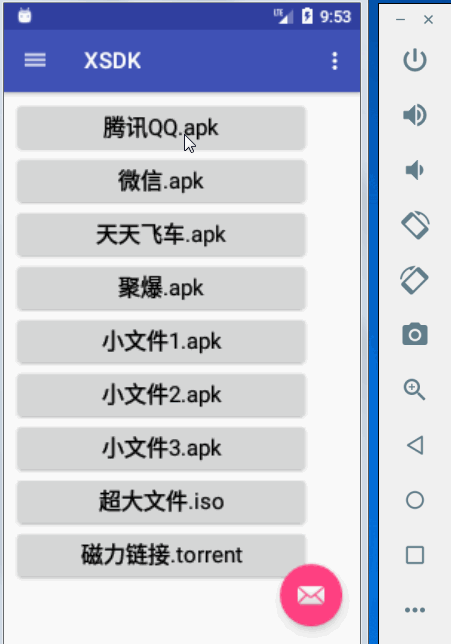 LTE 9:53
XSDK
腾讯QQ.apk
微信.apk
天天飞车.apk
聚爆.apk
小文件1.apk
小文件2.apk
小文件3.apk
超大文件.iso
磁力链接.torrent